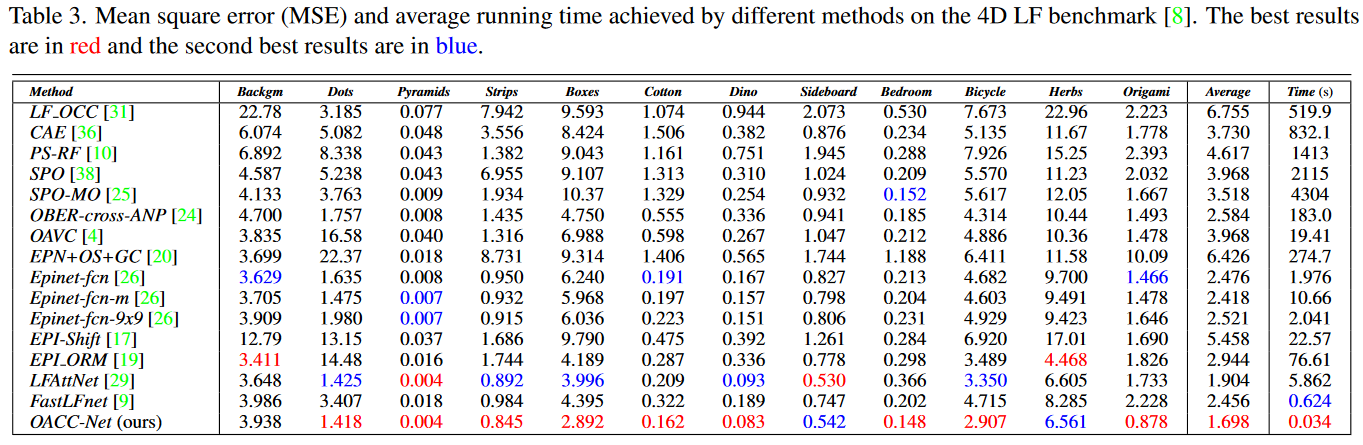 Table 3. Mean square error (MSE) and average running time achieved by different methods on the 4D LF benchmark [8]. The best results
are in red and the second best results are in blue.
Method Backgm Dots Pyramids Strips Boxes Cotton Dino Sideboard Bedroom Bicycle Herbs Origami Average Time (s)
LF_OCC [31] 22.78 3.185 0.077 7.942 9.593 1.074 0.944 2.073 0.530 7.673 22.96 2.223 6.755 519.9
CAE [36] 6.074 5.082 0.048 3.556 8.424 1.506 0.382 0.876 0.234 5.135 11.67 1.778 3.730 832.1
PS-RF [10] 6.892 8.338 0.043 1.382 9.043 1.161 0.751 1.945 0.288 7.926 15.25 2.393 4.617 1413
SPO [38] 4.587 5.238 0.043 6.955 9.107 1.313 0.310 1.024 0.209 5.570 11.23 2.032 3.968 2115
SPO-MO [25] 4.133 3.763 0.009 1.934 10.37 1.329 0.254 0.932 0.152 5.617 12.05 1.667 3.518 4304
OBER-cross-ANP [24] 4.700 1.757 0.008 1.435 4.750 0.555 0.336 0.941 0.185 4.314 10.44 1.493 2.584 183.0
OAVC [4] 3.835 16.58 0.040 1.316 6.988 0.598 0.267 1.047 0.212 4.886 10.36 1.478 3.968 19.41
EPN+OS+GC [20] 3.699 22.37 0.018 8.731 9.314 1.406 0.565 1.744 1.188 6.411 11.58 10.09 6.426 274.7
Epinet-fcn [26] 3.629 1.635 0.008 0.950 6.240 0.191 0.167 0.827 0.213 4.682 9.700 1.466 2.476 1.976
Epinet-fcn-m [26] 3.705 1.475 0.007 0.932 5.968 0.197 0.157 0.798 0.204 4.603 9.491 1.478 2.418 10.66
Epinet-fcn-9x9 [26] 3.909 1.980 0.007 0.915 6.036 0.223 0.151 0.806 0.231 4.929 9.423 1.646 2.521 2.041
EPI-Shift [17] 12.79 13.15 0.037 1.686 9.790 0.475 0.392 1.261 0.284 6.920 17.01 1.690 5.458 22.57
EPI_ORM [19] 3.411 14.48 0.016 1.744 4.189 0.287 0.336 0.778 0.298 3.489 4.468 1.826 2.944 76.61
LFAttNet [29] 3.648 1.425 0.004 0.892 3.996 0.209 0.093 0.530 0.366 3.350 6.605 1.733 1.904 5.862
FastLFnet [9] 3.986 3.407 0.018 0.984 4.395 0.322 0.189 0.747 0.202 4.715 8.285 2.228 2.456 0.624
OACC-Net (ours) 3.938 1.418 0.004 0.845 2.892 0.162 0.083 0.542 0.148 2.907 6.561 0.878 1.698 0.034